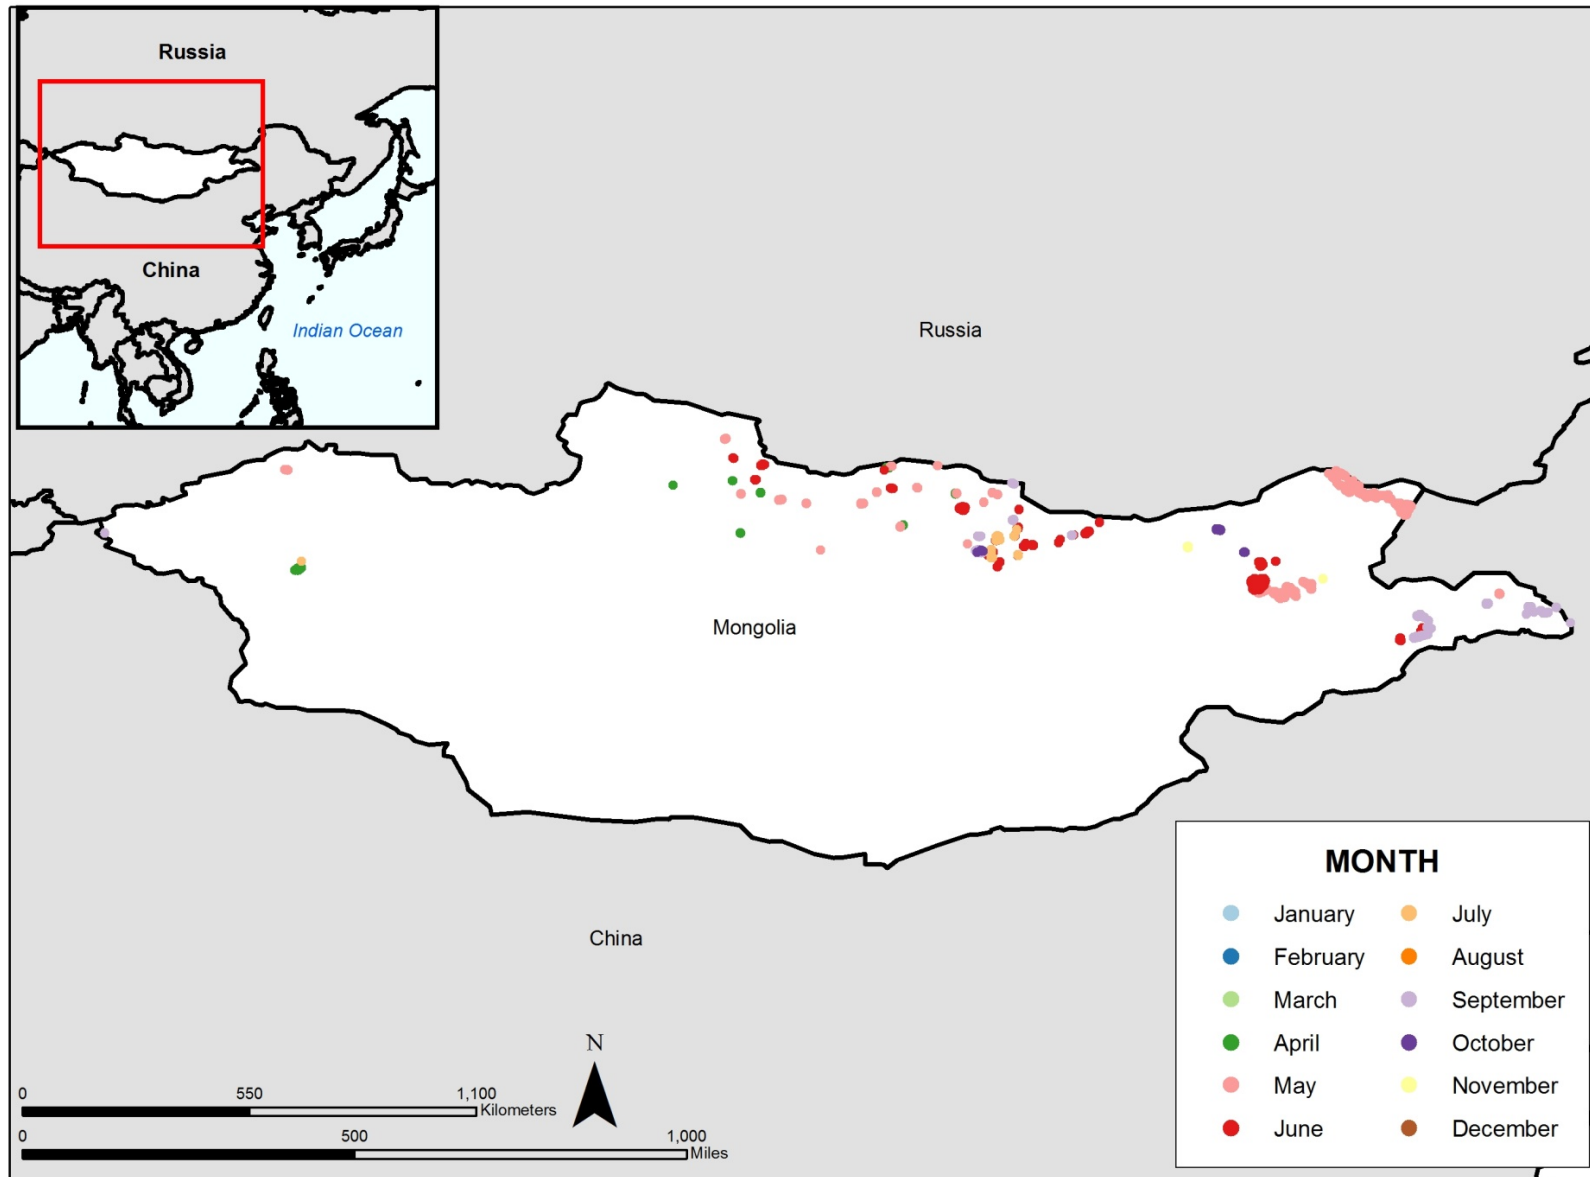 Russia
China
Indian Ocean
Russia
Mongolia
China
N
0 550 1,100
Kilometers
0 500 1,000
Miles
MONTH
January July
February August
March September
April October
May November
June December